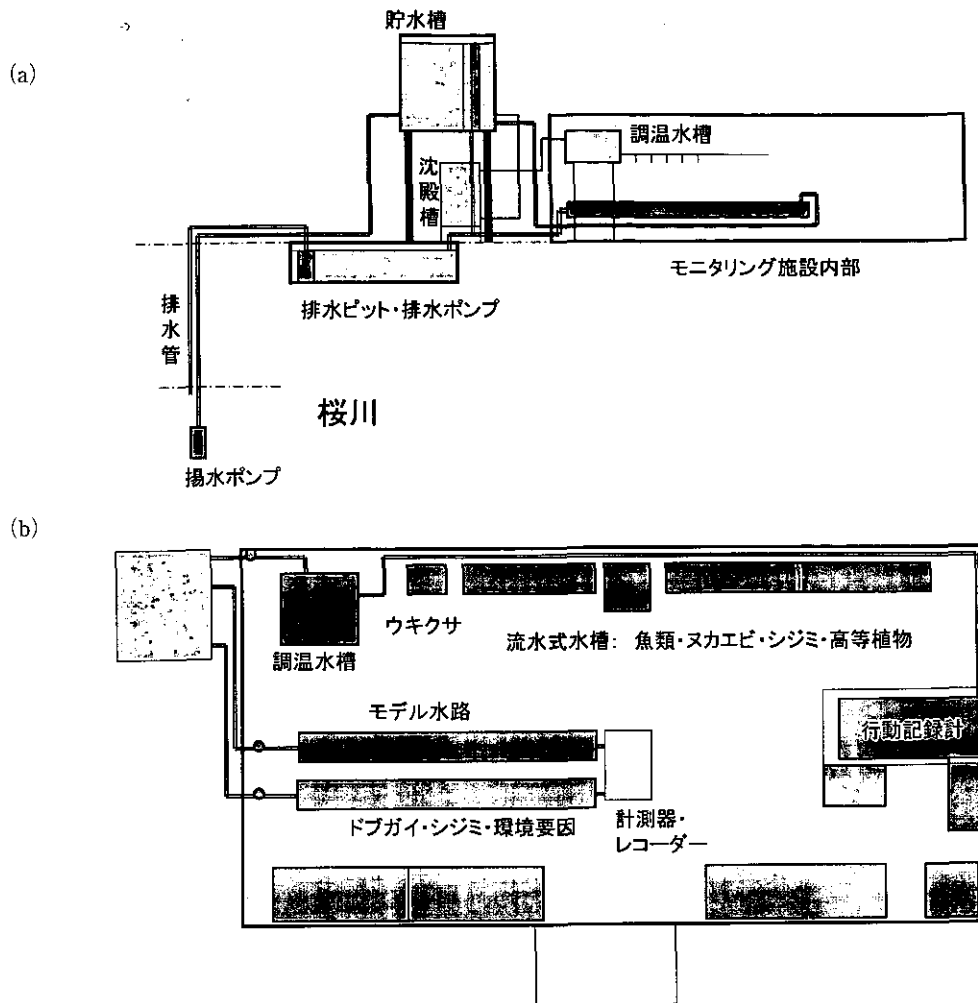 (a)
貯水槽
調温水槽
沈殿槽
モニタリング施設内部
排水ピット・排水ポンプ
排水管
桜川
揚水ポンプ
(b)
ウキクサ
流水式水槽: 魚類・ヌカエビ・シジミ・高等植物
調温水槽
モデル水路
行動記録計
ドブガイ・シジミ・環境要因
計測器・
レコーダー